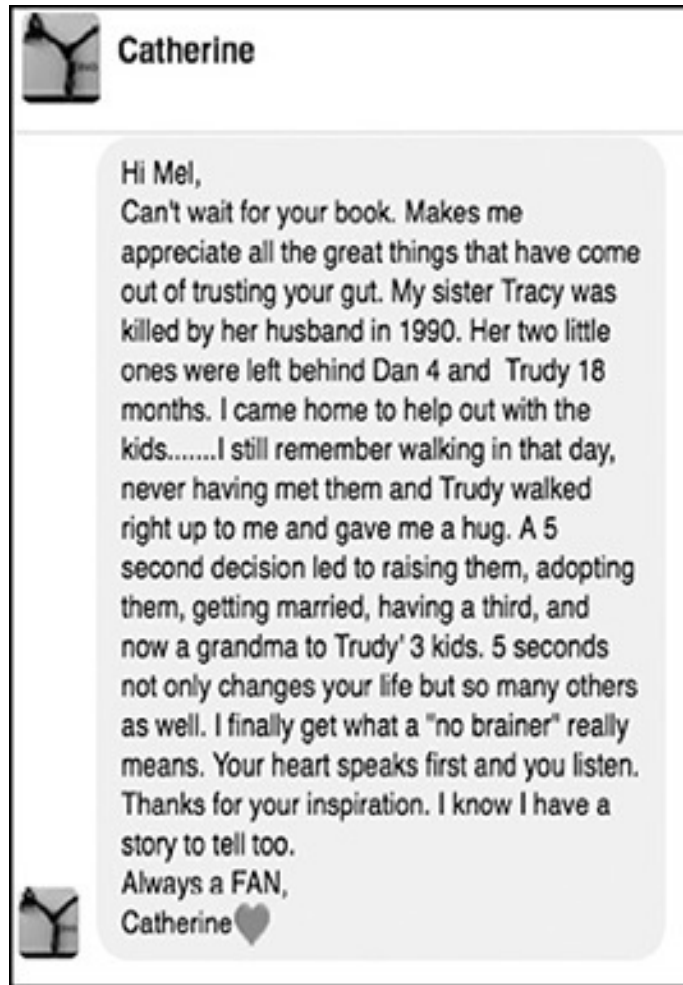 Catherine
Hi Mel,
Can't wait for your book. Makes me
appreciate all the great things that have come
out of trusting your gut. My sister Tracy was
killed by her husband in 1990. Her two little
ones were left behind Dan 4 and  Trudy 18
months. I came home to help out with the
kids.......I still remember walking in that day,
never having met them and Trudy walked
right up to me and gave me a hug. A 5
second decision led to raising them, adopting
them, getting married, having a third, and
now a grandma to Trudy' 3 kids. 5 seconds
not only changes your life but so many others
as well. I finally get what a "no brainer" really
means. Your heart speaks first and you listen.
Thanks for your inspiration. I know I have a
story to tell too.
Always a FAN,
Catherine